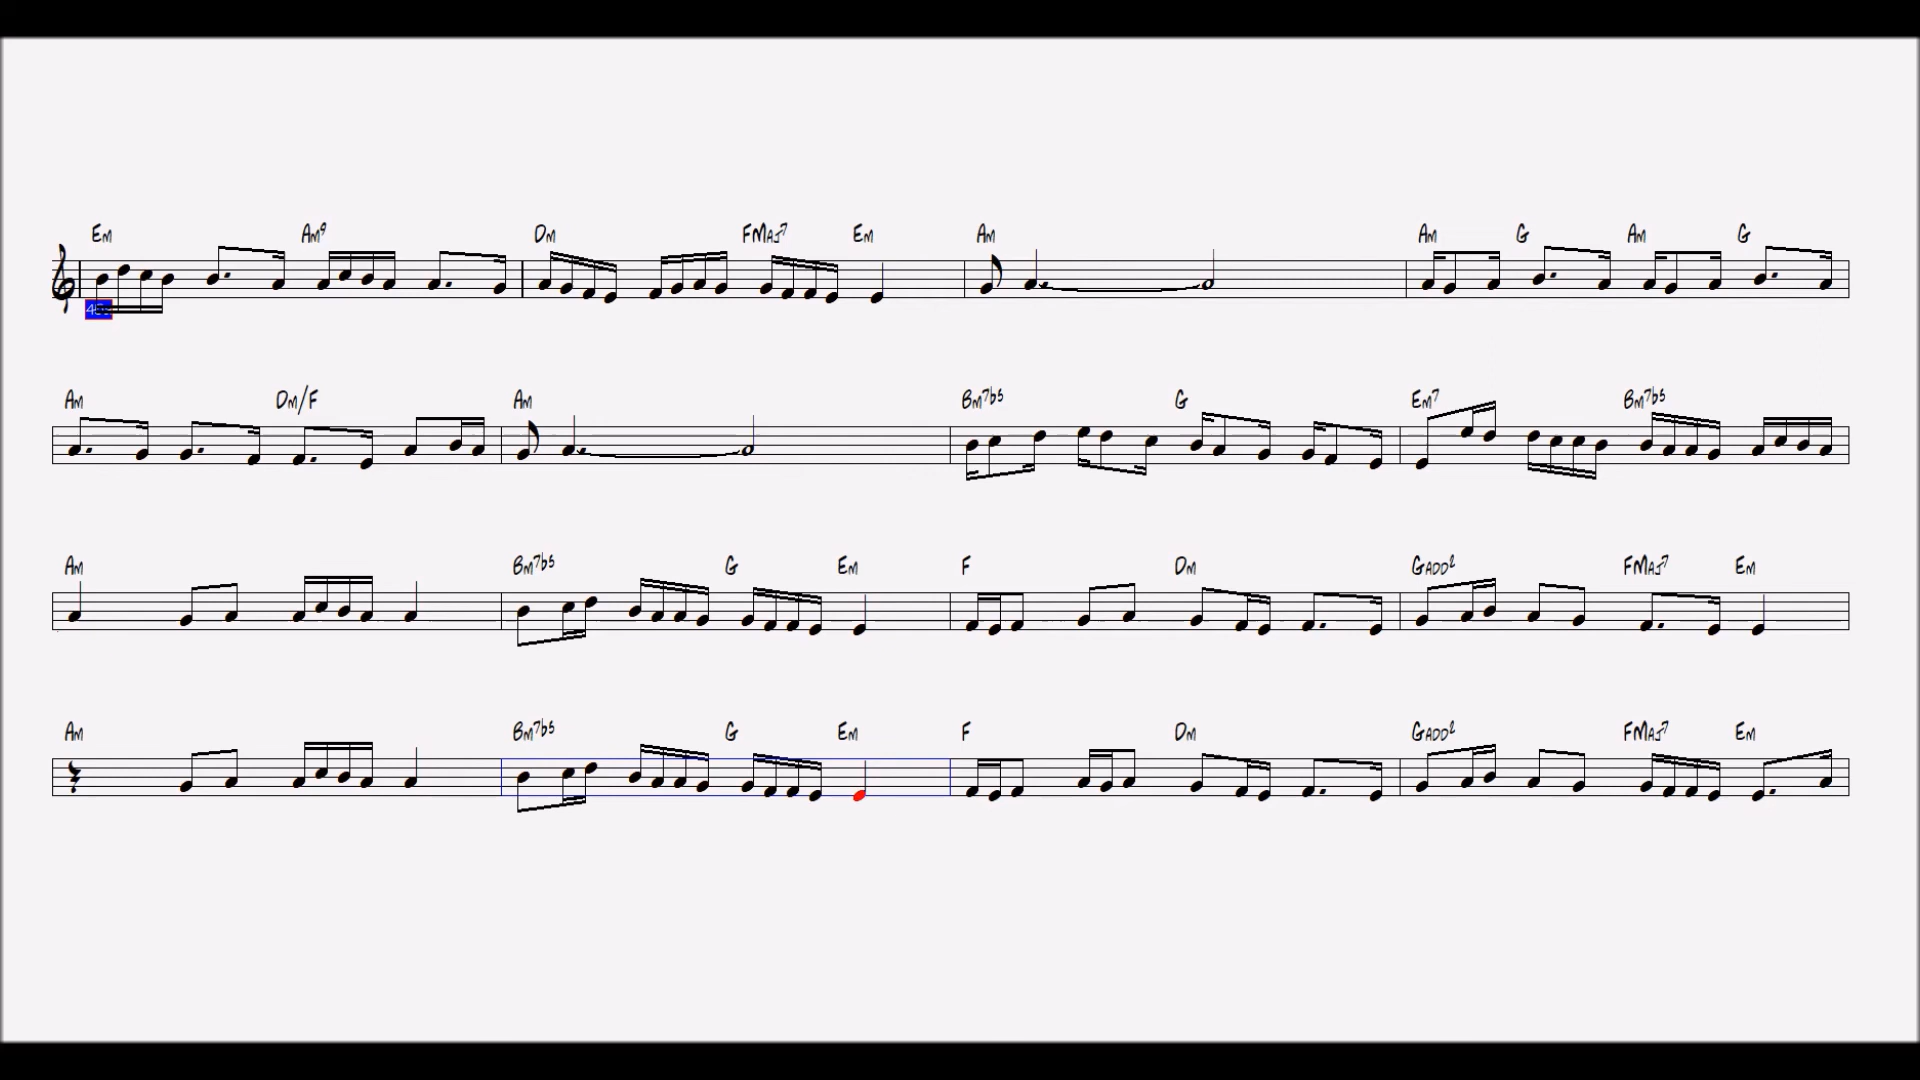 Em Am9 Dm FMaj7 Em Am Am G Am G
Am Dm/F Am Bm7b5 G Em7 Bm7b5
Am Bm7b5 G Em F Dm Gadd2 FMaj7 Em
Am Bm7b5 G Em F Dm Gadd2 FMaj7 Em